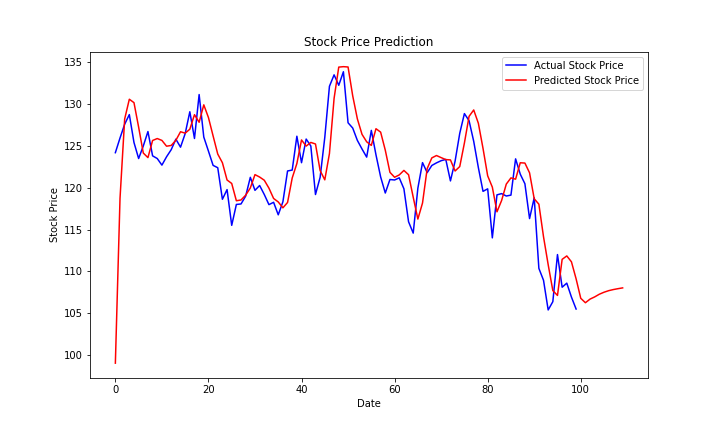 Stock Price Prediction
Actual Stock Price
Predicted Stock Price
Stock Price
135
130
125
120
115
110
105
100
0 20 40 60 80 100
Date